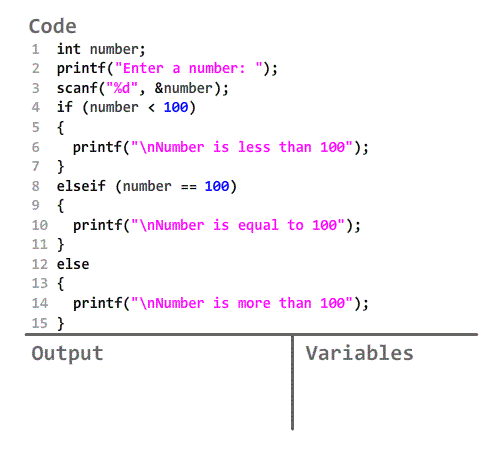 Code
1 int number;
2 printf("Enter a number: ");
3 scanf("%d", &number);
4 if (number < 100)
5 {
6   printf("\nNumber is less than 100");
7 }
8 elseif (number == 100)
9 {
10   printf("\nNumber is equal to 100");
11 }
12 else
13 {
14   printf("\nNumber is more than 100");
15 }
Output
Variables